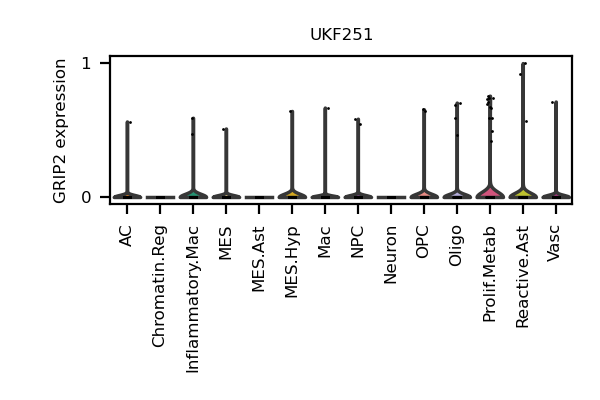 UKF251
GRIP2 expression
1
0
AC
Chromatin.Reg
Inflammatory.Mac
MES
MES.Ast
MES.Hyp
Mac
NPC
Neuron
OPC
Oligo
Prolif.Metab
Reactive.Ast
Vasc